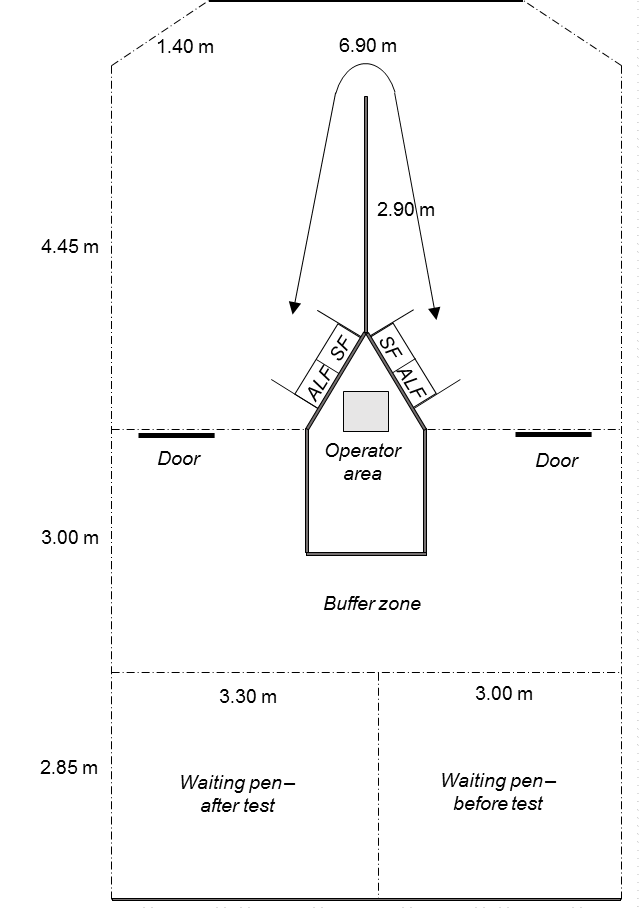 1.40 m
6.90 m
2.90 m
4.45 m
SF
SF
ALF
ALF
Operator
area
Door
Door
3.00 m
Buffer zone
3.30 m
3.00 m
2.85 m
Waiting pen–
after test
Waiting pen–
before test